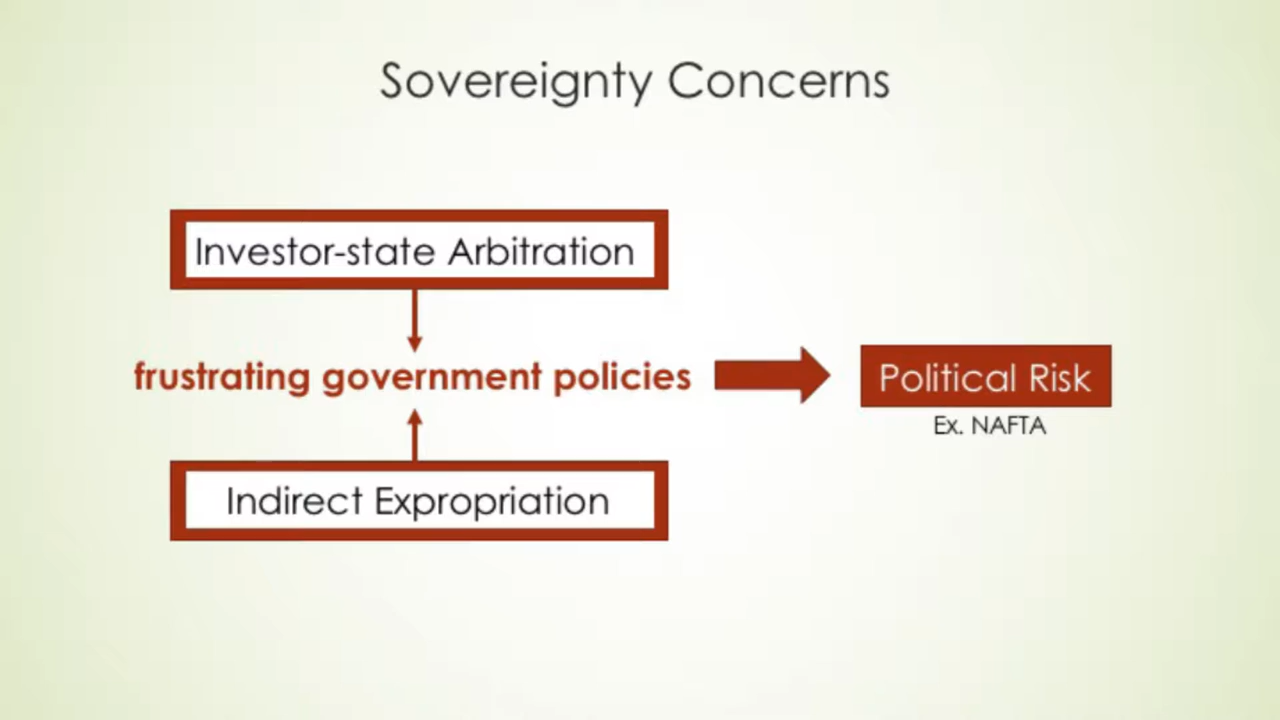 Sovereignty Concerns
Investor-state Arbitration
frustrating government policies
Political Risk
Ex. NAFTA
Indirect Expropriation